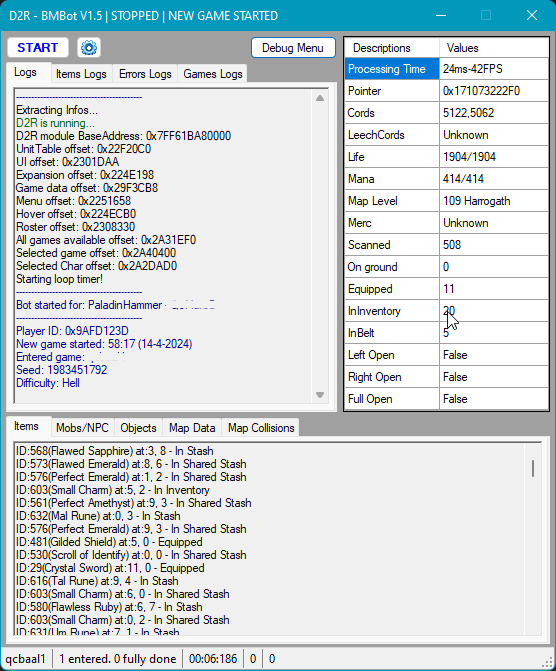 D2R - BMBot V1.5 | STOPPED | NEW GAME STARTED
START
Debug Menu
Logs Items Logs Errors Logs Games Logs
----------------------------------------
Extracting Infos...
D2R is running...
D2R module BaseAddress: 0x7FF61BA80000
UnitTable offset: 0x22F20C0
UI offset: 0x2301DAA
Expansion offset: 0x224E198
Game data offset: 0x29F3CB8
Menu offset: 0x2251658
Hover offset: 0x224ECB0
Roster offset: 0x2308330
All games available offset: 0x2A31EF0
Selected game offset: 0x2A40400
Selected Char offset: 0x2A2DAD0
Starting loop timer!
----------------------------------------
Bot started for: PaladinHammer -
----------------------------------------
Player ID: 0x9AFD123D
New game started: 58:17 (14-4-2024)
Entered game:
Seed: 1983451792
Difficulty: Hell
Descriptions Values
Processing Time 24ms-42FPS
Pointer 0x171073222F0
Cords 5122,5062
LeechCords Unknown
Life 1904/1904
Mana 414/414
Map Level 109 Harrogath
Merc Unknown
Scanned 508
On ground 0
Equipped 11
InInventory 20
InBelt 5
Left Open False
Right Open False
Full Open False
Items Mobs/NPC Objects Map Data Map Collisions
ID:568(Flawed Sapphire) at:3, 8 - In Stash
ID:573(Flawed Emerald) at:8, 6 - In Shared Stash
ID:576(Perfect Emerald) at:1, 2 - In Stash
ID:603(Small Charm) at:5, 2 - In Inventory
ID:561(Perfect Amethyst) at:9, 3 - In Shared Stash
ID:632(Mal Rune) at:0, 3 - In Stash
ID:576(Perfect Emerald) at:9, 3 - In Shared Stash
ID:481(Gilded Shield) at:5, 0 - Equipped
ID:530(Scroll of Identify) at:0, 0 - In Shared Stash
ID:29(Crystal Sword) at:11, 0 - Equipped
ID:616(Tal Rune) at:9, 4 - In Stash
ID:603(Small Charm) at:6, 0 - In Shared Stash
ID:580(Flawless Ruby) at:6, 7 - In Stash
ID:603(Small Charm) at:0, 2 - In Shared Stash
ID:631(Um Rune) at:7, 1 - In Stash
qcbaal1 1 entered. 0 fully done 00:06:186 0 0